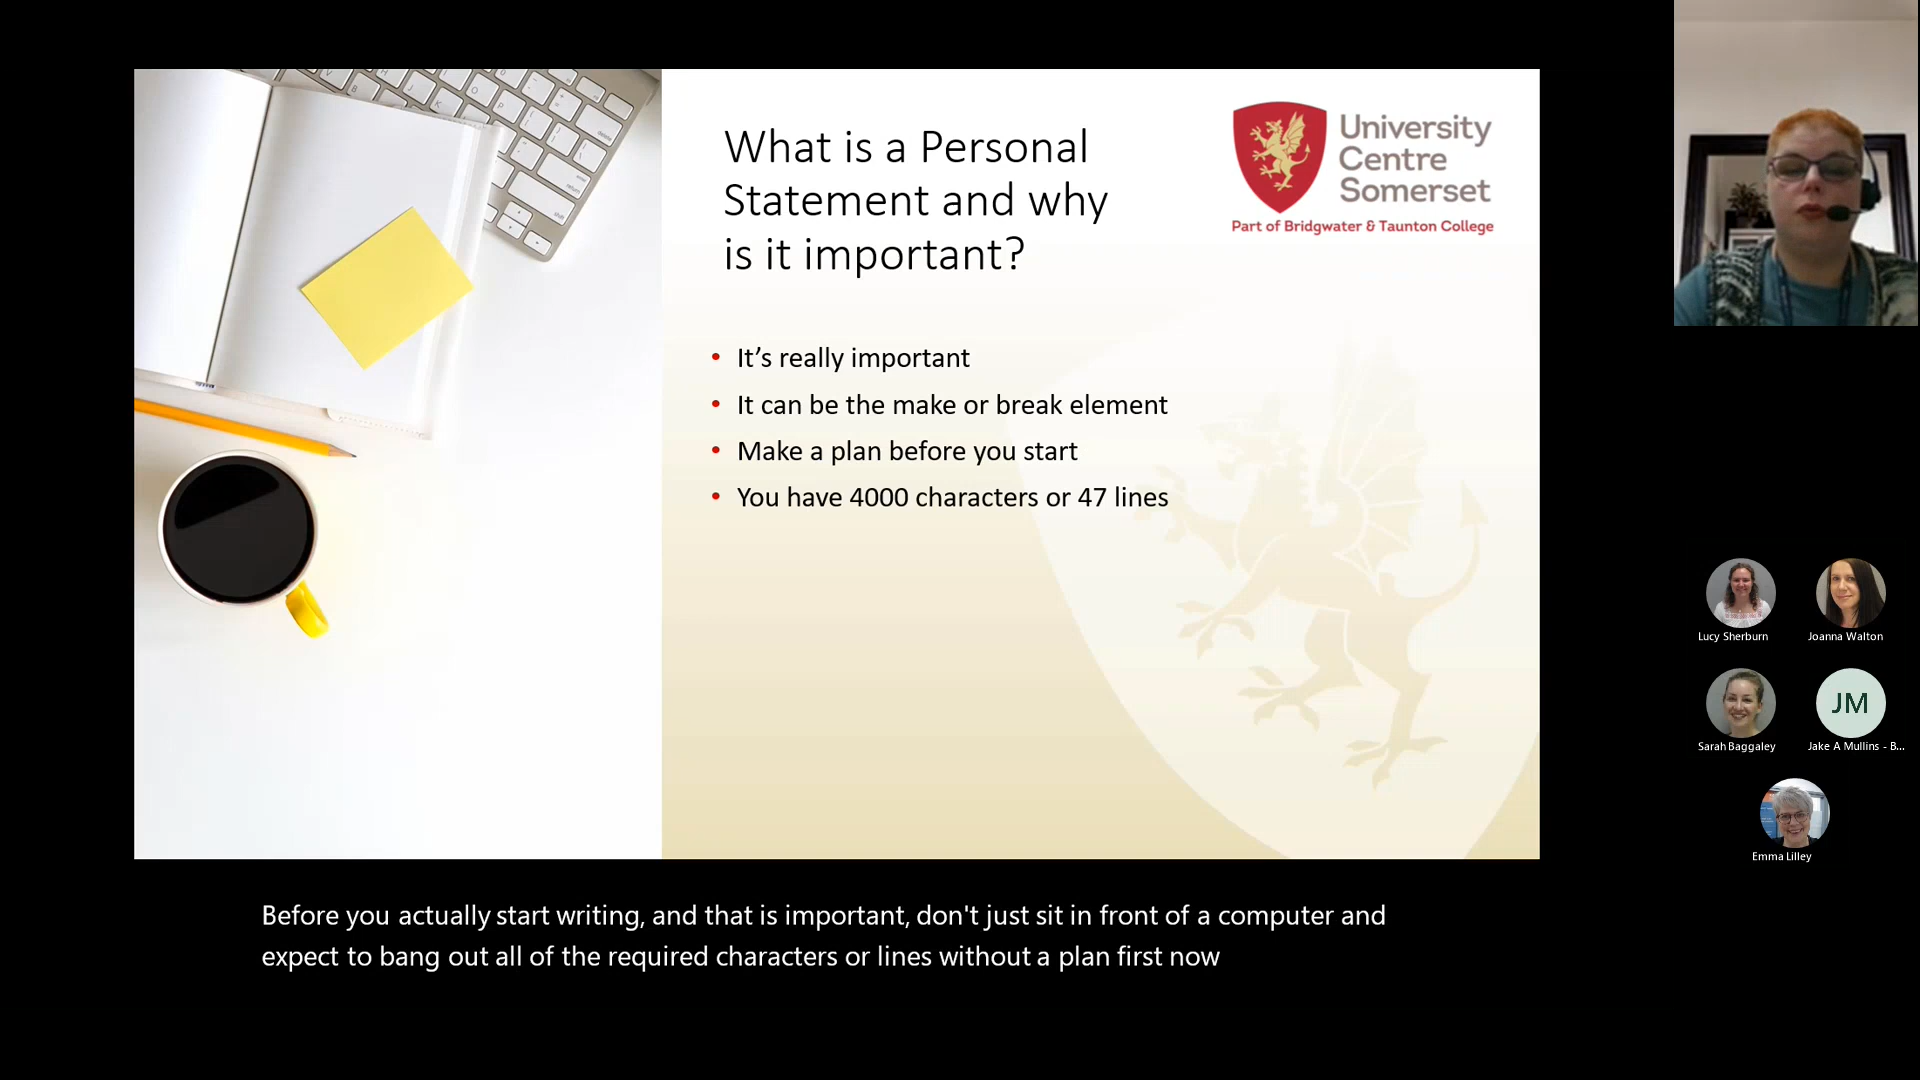 What is a Personal
Statement and why
is it important?
University
Centre
Somerset
Part of Bridgwater & Taunton College
• It’s really important
• It can be the make or break element
• Make a plan before you start
• You have 4000 characters or 47 lines
Lucy Sherburn
Joanna Walton
JM
Sarah Baggaley
Jake A Mullins - B...
Emma Lilley
Before you actually start writing, and that is important, don't just sit in front of a computer and
expect to bang out all of the required characters or lines without a plan first now